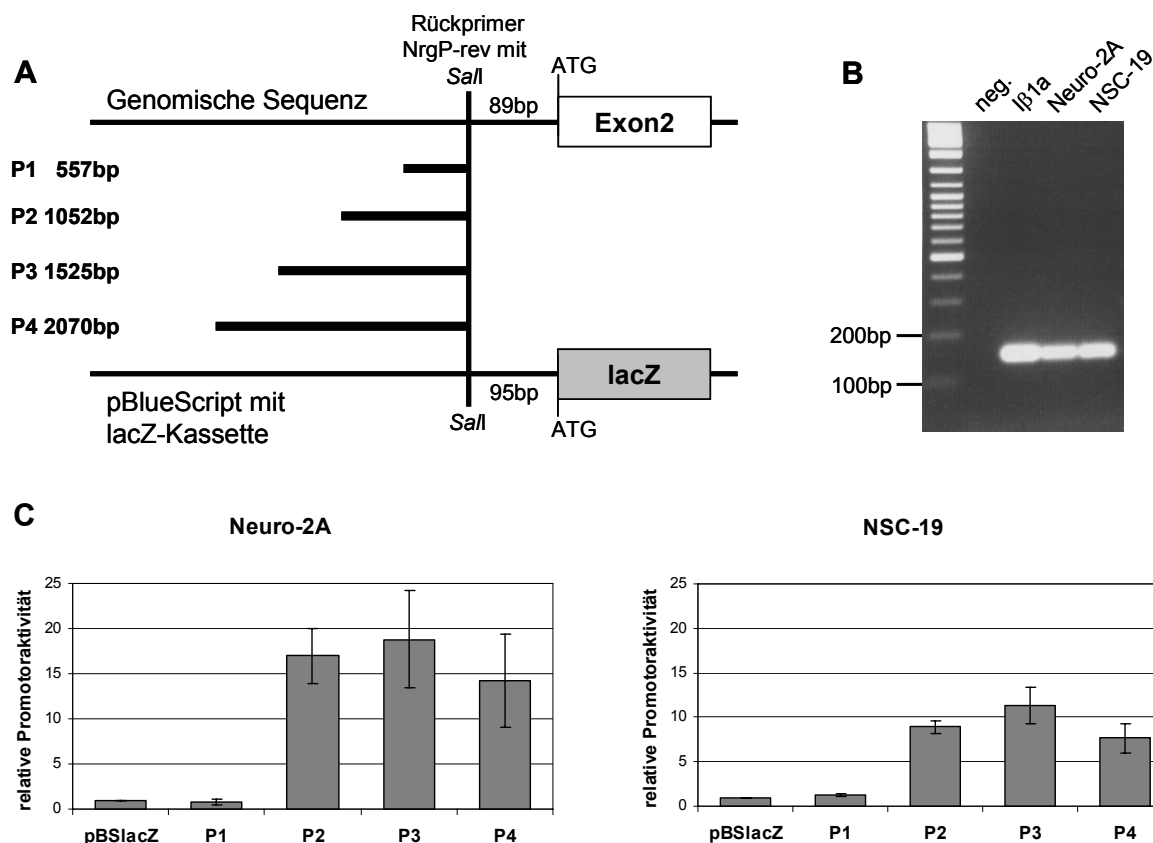 A
Rückprimer
NrgP-rev mit
SalI
ATG
Genomische Sequenz
89bp
Exon2
P1 557bp
P2 1052bp
P3 1525bp
P4 2070bp
lacZ
95bp
pBlueScript mit
lacZ-Kassette
SalI
ATG
B
neg.
Iβ1a
Neuro-2A
NSC-19
200bp
100bp
C
Neuro-2A
relative Promotoraktivität
25
20
15
10
5
0
pBSlacZ P1 P2 P3 P4
NSC-19
relative Promotoraktivität
25
20
15
10
5
0
pBSlacZ P1 P2 P3 P4